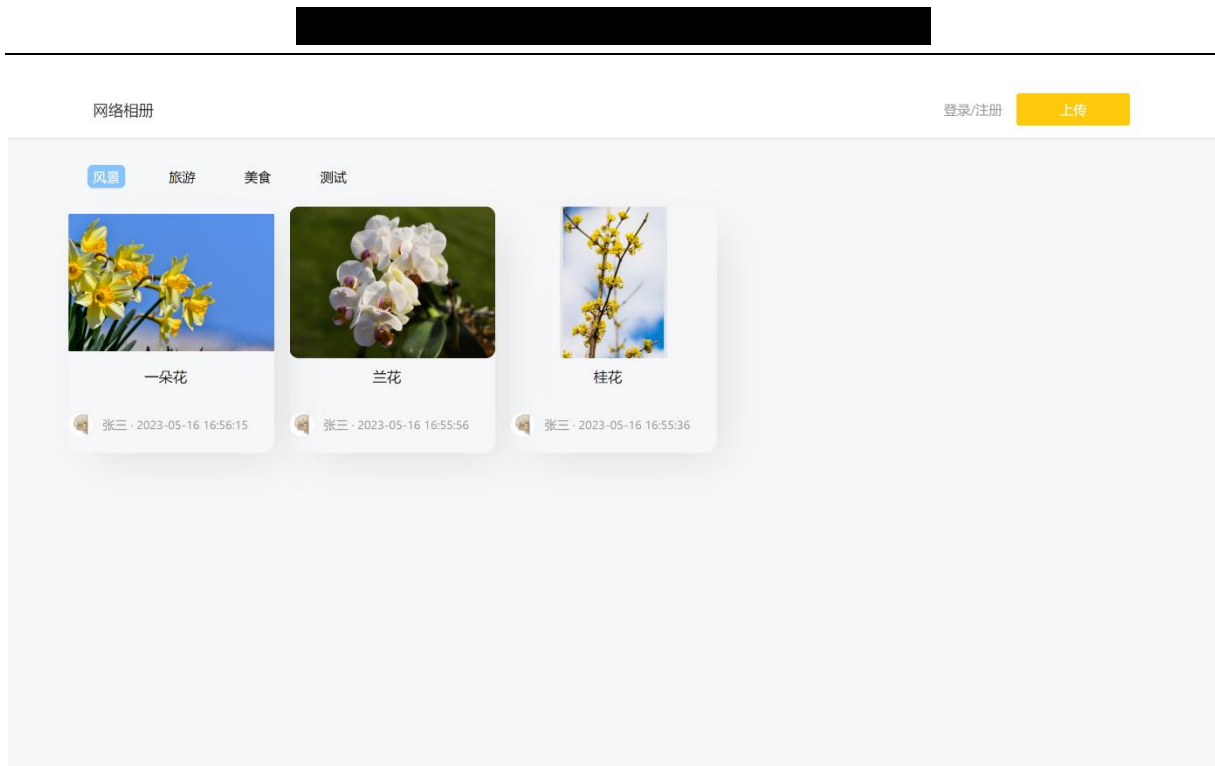 网络相册 登录/注册 上传
风景 旅游 美食 测试
一朵花 兰花 桂花
张三 · 2023-05-16 16:56:15 张三 · 2023-05-16 16:55:56 张三 · 2023-05-16 16:55:36